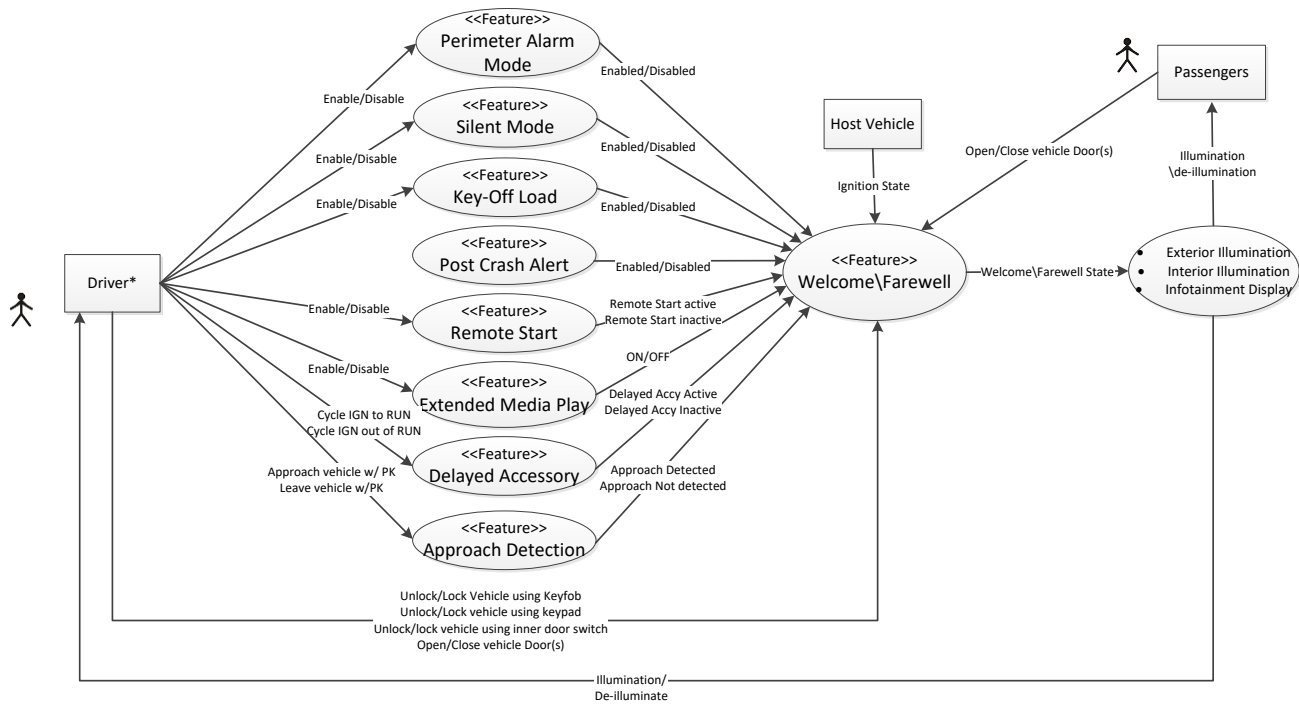 <<Feature>>
Perimeter Alarm
Mode
Enable/Disable
Enabled/Disabled
<<Feature>>
Silent Mode
Enable/Disable
Enabled/Disabled
<<Feature>>
Key-Off Load
Enable/Disable
Enabled/Disabled
<<Feature>>
Post Crash Alert
Enabled/Disabled
Driver*
<<Feature>>
Remote Start
Enable/Disable
Remote Start active
Remote Start inactive
<<Feature>>
Extended Media Play
Enable/Disable
ON/OFF
<<Feature>>
Delayed Accessory
Cycle IGN to RUN
Cycle IGN out of RUN
Delayed Accy Active
Delayed Accy Inactive
<<Feature>>
Approach Detection
Approach vehicle w/ PK
Leave vehicle w/PK
Approach Detected
Approach Not detected
Host Vehicle
Ignition State
<<Feature>>
Welcome\Farewell
Welcome\Farewell State
Passengers
Open/Close vehicle Door(s)
Illumination
\de-illumination
• Exterior Illumination
• Interior Illumination
• Infotainment Display
Unlock/Lock Vehicle using Keyfob
Unlock/Lock vehicle using keypad
Unlock/lock vehicle using inner door switch
Open/Close vehicle Door(s)
Illumination/
De-illuminate